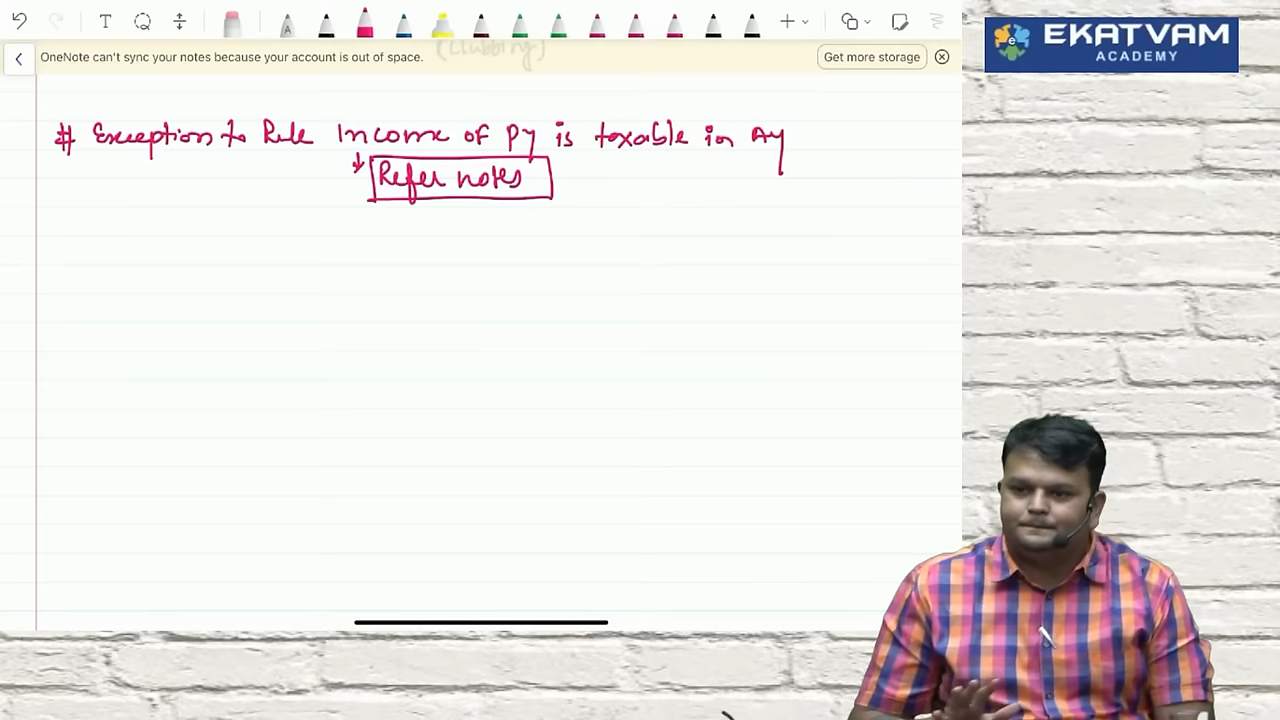 EKATVAM
ACADEMY
(Clubbing)
OneNote can't sync your notes because your account is out of space.
Get more storage
# Exception to Rule Income of Py is taxable in Ay
Refer notes